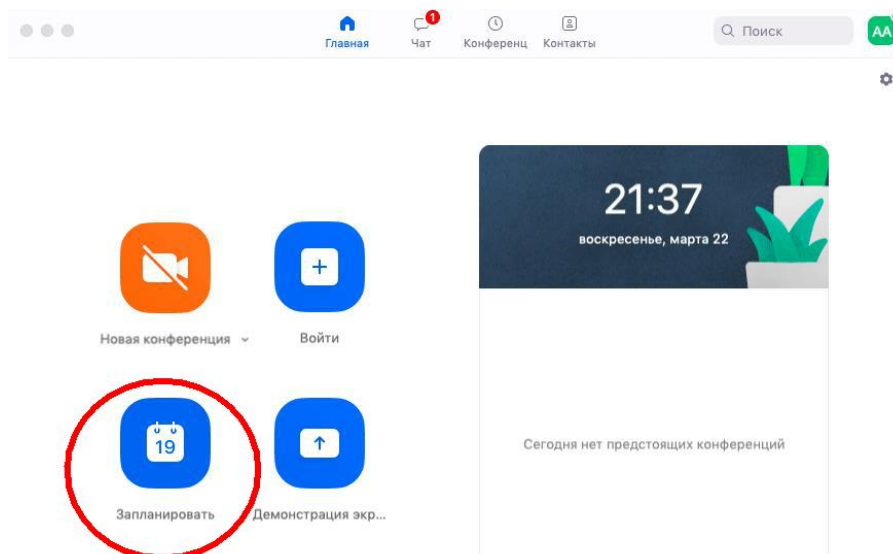 Главная
1
Чат
Конференц
Контакты
Поиск
AA
21:37
воскресенье, марта 22
Новая конференция
Войти
19
Запланировать
Демонстрация экр...
Сегодня нет предстоящих конференций